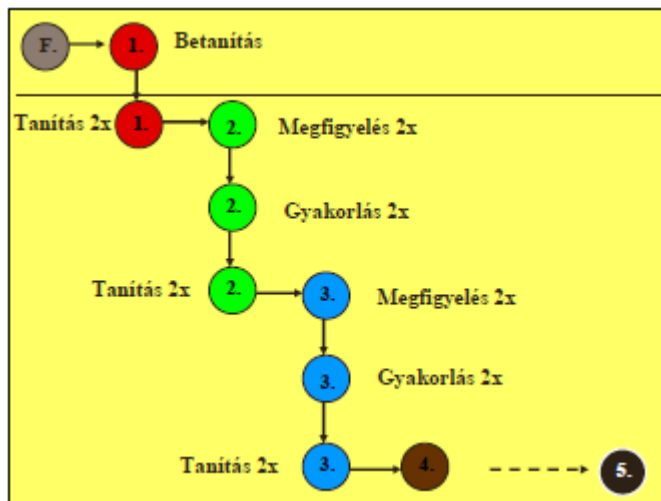 F. 1. Betanítás
Tanítás 2x 1. 2. Megfigyelés 2x
2. Gyakorlás 2x
Tanítás 2x 2. 3. Megfigyelés 2x
3. Gyakorlás 2x
Tanítás 2x 3. 4. 5.